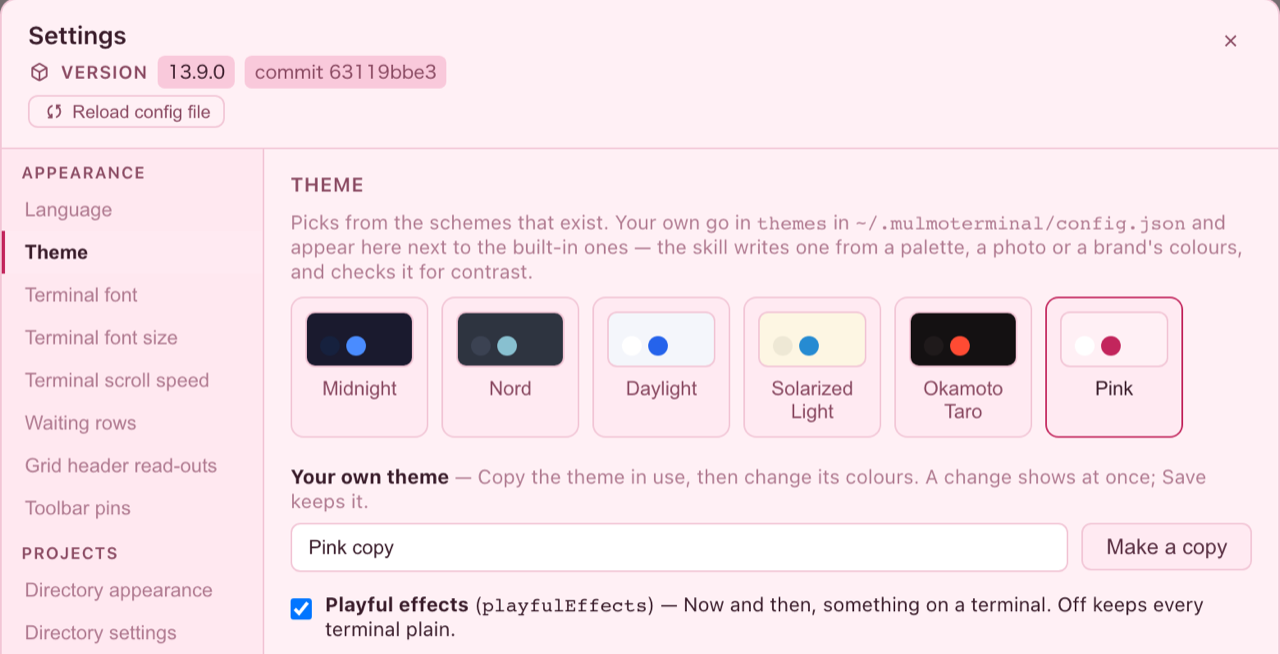 Settings
VERSION 13.9.0 commit 63119bbe3
Reload config file
APPEARANCE
Language
Theme
Terminal font
Terminal font size
Terminal scroll speed
Waiting rows
Grid header read-outs
Toolbar pins
PROJECTS
Directory appearance
Directory settings
THEME
Picks from the schemes that exist. Your own go in themes in ~/.mulmoterminal/config.json and
appear here next to the built-in ones — the skill writes one from a palette, a photo or a brand's colours,
and checks it for contrast.
Midnight
Nord
Daylight
Solarized
Light
Okamoto
Taro
Pink
Your own theme — Copy the theme in use, then change its colours. A change shows at once; Save
keeps it.
Pink copy
Make a copy
Playful effects (playfulEffects) — Now and then, something on a terminal. Off keeps every
terminal plain.